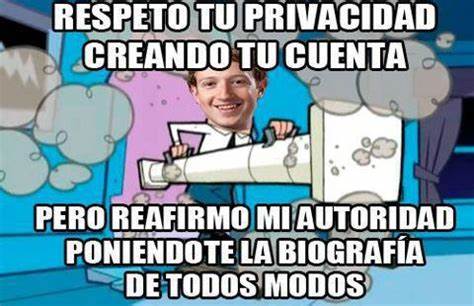 RESPETO TU PRIVACIDAD
CREANDO TU CUENTA
PERO REAFIRMO MI AUTORIDAD
PONIENDOTE LA BIOGRAFÍA
DE TODOS MODOS